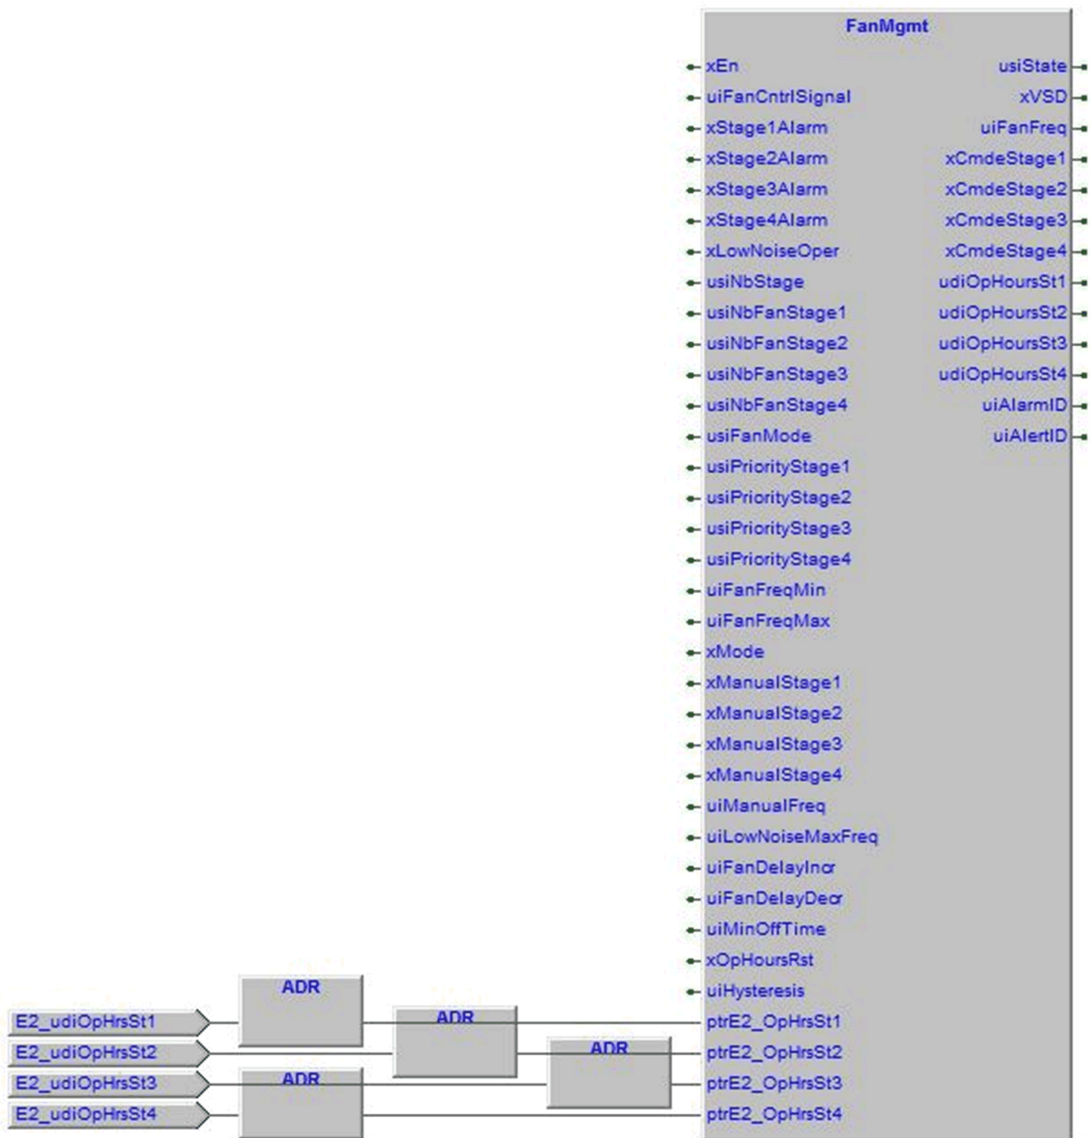 FanMgmt
xEn usiState
uiFanCntrlSignal xVSD
xStage1Alarm uiFanFreq
xStage2Alarm xCmdeStage1
xStage3Alarm xCmdeStage2
xStage4Alarm xCmdeStage3
xLowNoiseOper xCmdeStage4
usiNbStage udiOpHoursSt1
usiNbFanStage1 udiOpHoursSt2
usiNbFanStage2 udiOpHoursSt3
usiNbFanStage3 udiOpHoursSt4
usiNbFanStage4 uiAlarmID
usiFanMode uiAlertID
usiPriorityStage1
usiPriorityStage2
usiPriorityStage3
usiPriorityStage4
uiFanFreqMin
uiFanFreqMax
xMode
xManualStage1
xManualStage2
xManualStage3
xManualStage4
uiManualFreq
uiLowNoiseMaxFreq
uiFanDelayIncr
uiFanDelayDecr
uiMinOffTime
xOpHoursRst
ADR uiHysteresis
E2_udiOpHrsSt1 ADR ptrE2_OpHrsSt1
E2_udiOpHrsSt2 ADR ptrE2_OpHrsSt2
E2_udiOpHrsSt3 ADR ptrE2_OpHrsSt3
E2_udiOpHrsSt4 ptrE2_OpHrsSt4